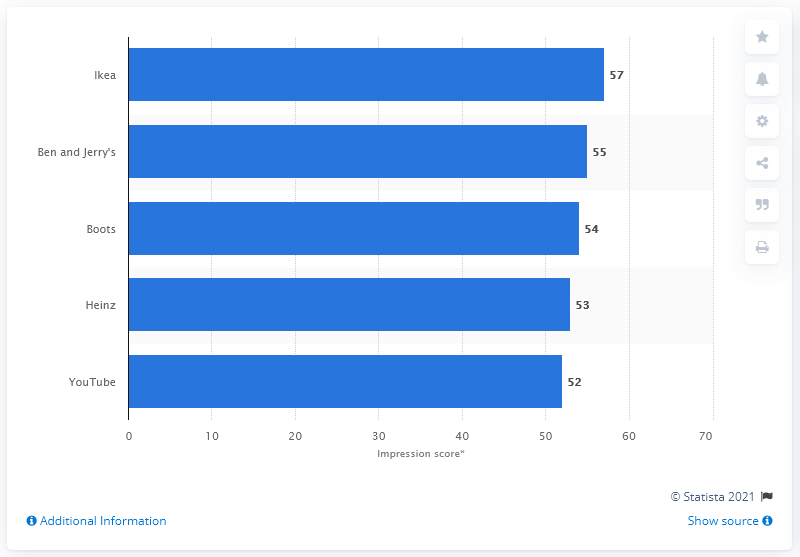 Ikea 57
Ben and Jerry's 55
Boots 54
Heinz 53
YouTube 52
0 10 20 30 40 50 60 70
Impression score*
© Statista 2021
Additional Information Show source